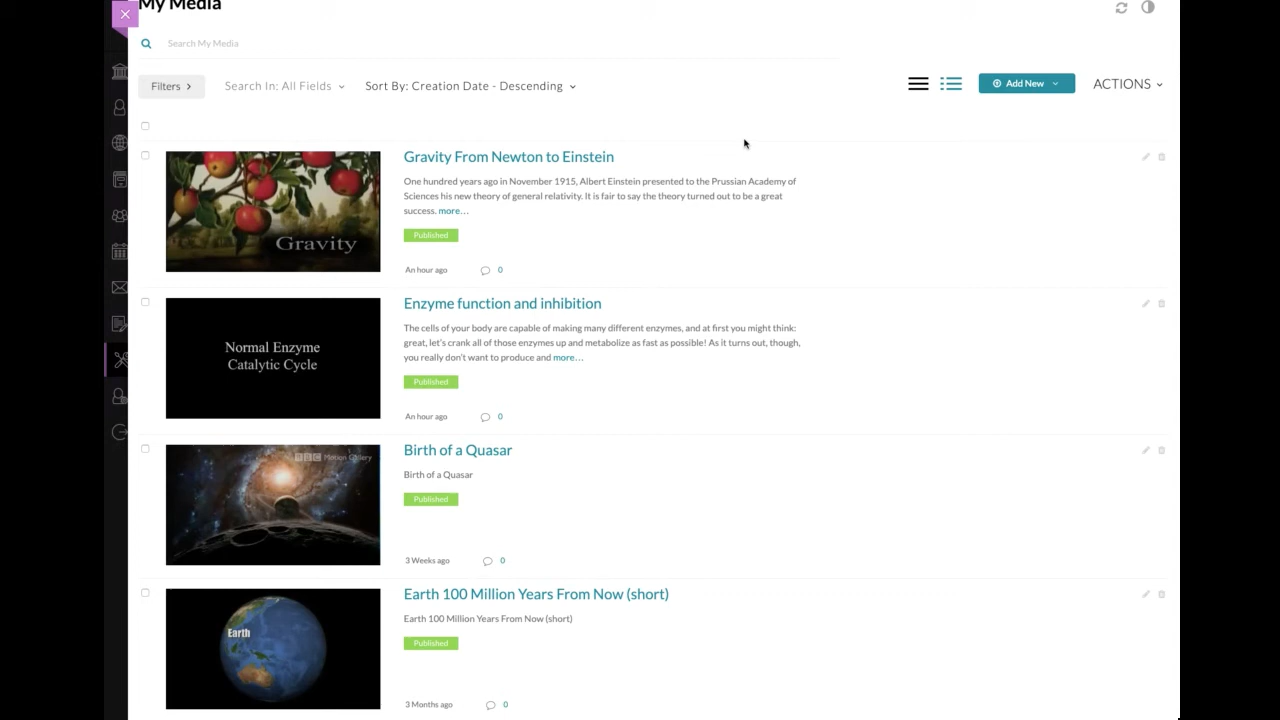 My Media
Search My Media
Filters
Search In: All Fields
Sort By: Creation Date - Descending
Add New
ACTIONS
Gravity
Gravity From Newton to Einstein
One hundred years ago in November 1915, Albert Einstein presented to the Prussian Academy of
Sciences his new theory of general relativity. It is fair to say the theory turned out to be a great
success. more...
Published
An hour ago 0
Normal Enzyme
Catalytic Cycle
Enzyme function and inhibition
The cells of your body are capable of making many different enzymes, and at first you might think:
great, let's crank all of those enzymes up and metabolize as fast as possible! As it turns out, though,
you really don't want to produce and more...
Published
An hour ago 0
BBC Motion Gallery
Birth of a Quasar
Birth of a Quasar
Published
3 Weeks ago 0
Earth
Earth 100 Million Years From Now (short)
Earth 100 Million Years From Now (short)
Published
3 Months ago 0